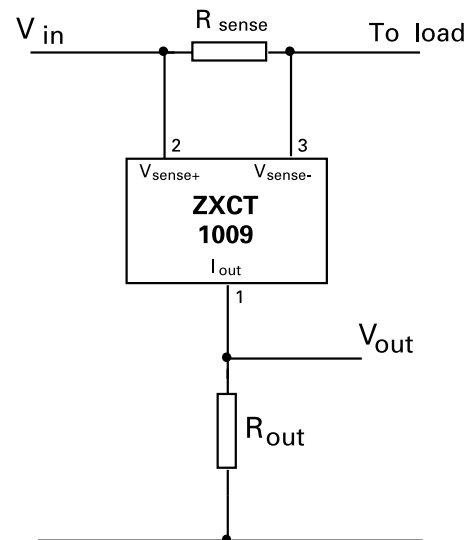 V in
R sense
To load
2
3
Vsense+
Vsense-
ZXCT
1009
Iout
1
Vout
Rout